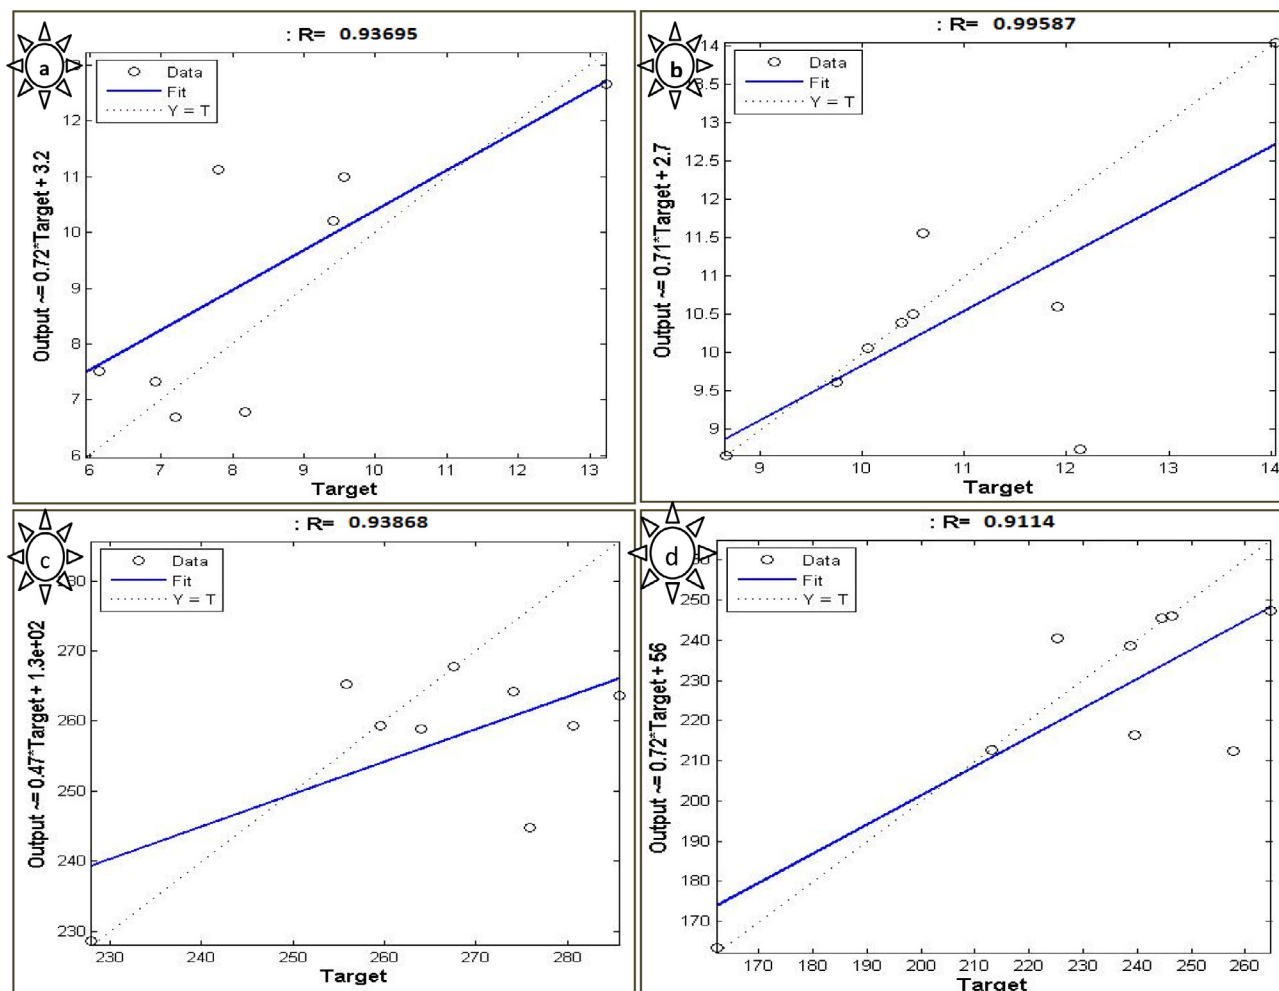 : R= 0.93695
a
Data
Fit
Y = T
13
12
11
10
9
8
7
6
6 7 8 9 10 11 12 13
Target
Output ~= 0.72*Target + 3.2
: R= 0.99587
b
Data
Fit
Y = T
14
13.5
13
12.5
12
11.5
11
10.5
10
9.5
9
9 10 11 12 13 14
Target
Output ~= 0.71*Target + 2.7
: R= 0.93868
c
Data
Fit
Y = T
280
270
260
250
240
230
230 240 250 260 270 280
Target
Output ~= 0.47*Target + 1.3e+02
: R= 0.9114
d
Data
Fit
Y = T
260
250
240
230
220
210
200
190
180
170
170 180 190 200 210 220 230 240 250 260
Target
Output ~= 0.72*Target + 56